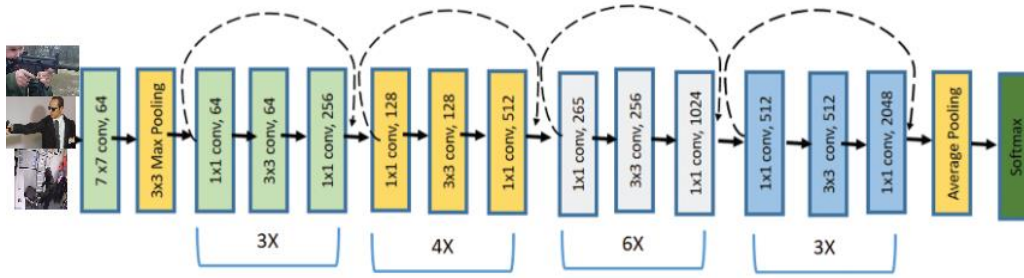 7 x7 conv, 64
3x3 Max Pooling
1x1 conv, 64
3x3 conv, 64
1x1 conv, 256
1x1 conv, 128
3x3 conv, 128
1x1 conv, 512
1x1 conv, 265
3x3 conv, 256
1x1 conv, 1024
1x1 conv, 512
3x3 conv, 512
1x1 conv, 2048
Average Pooling
Softmax
3X
4X
6X
3X